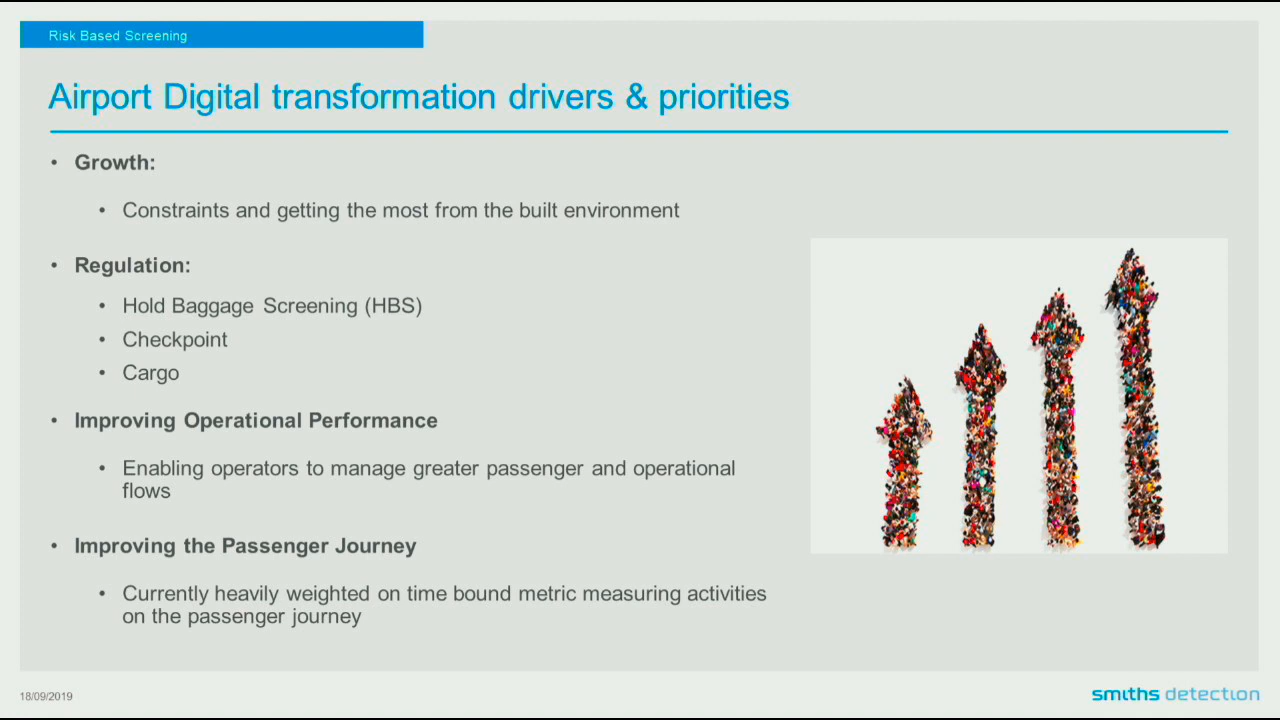 Risk Based Screening
Airport Digital transformation drivers & priorities
• Growth:
• Constraints and getting the most from the built environment
• Regulation:
• Hold Baggage Screening (HBS)
• Checkpoint
• Cargo
• Improving Operational Performance
• Enabling operators to manage greater passenger and operational
flows
• Improving the Passenger Journey
• Currently heavily weighted on time bound metric measuring activities
on the passenger journey
18/09/2019
smiths detection